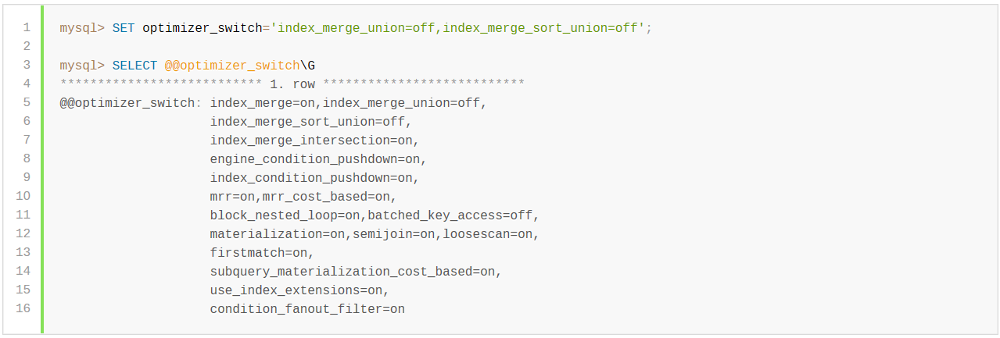 1 mysql> SET optimizer_switch='index_merge_union=off,index_merge_sort_union=off';
2
3 mysql> SELECT @@optimizer_switch\G
4 *************************** 1. row ***************************
5 @@optimizer_switch: index_merge=on,index_merge_union=off,
6                     index_merge_sort_union=off,
7                     index_merge_intersection=on,
8                     engine_condition_pushdown=on,
9                     index_condition_pushdown=on,
10                     mrr=on,mrr_cost_based=on,
11                     block_nested_loop=on,batched_key_access=off,
12                     materialization=on,semijoin=on,loosescan=on,
13                     firstmatch=on,
14                     subquery_materialization_cost_based=on,
15                     use_index_extensions=on,
16                     condition_fanout_filter=on